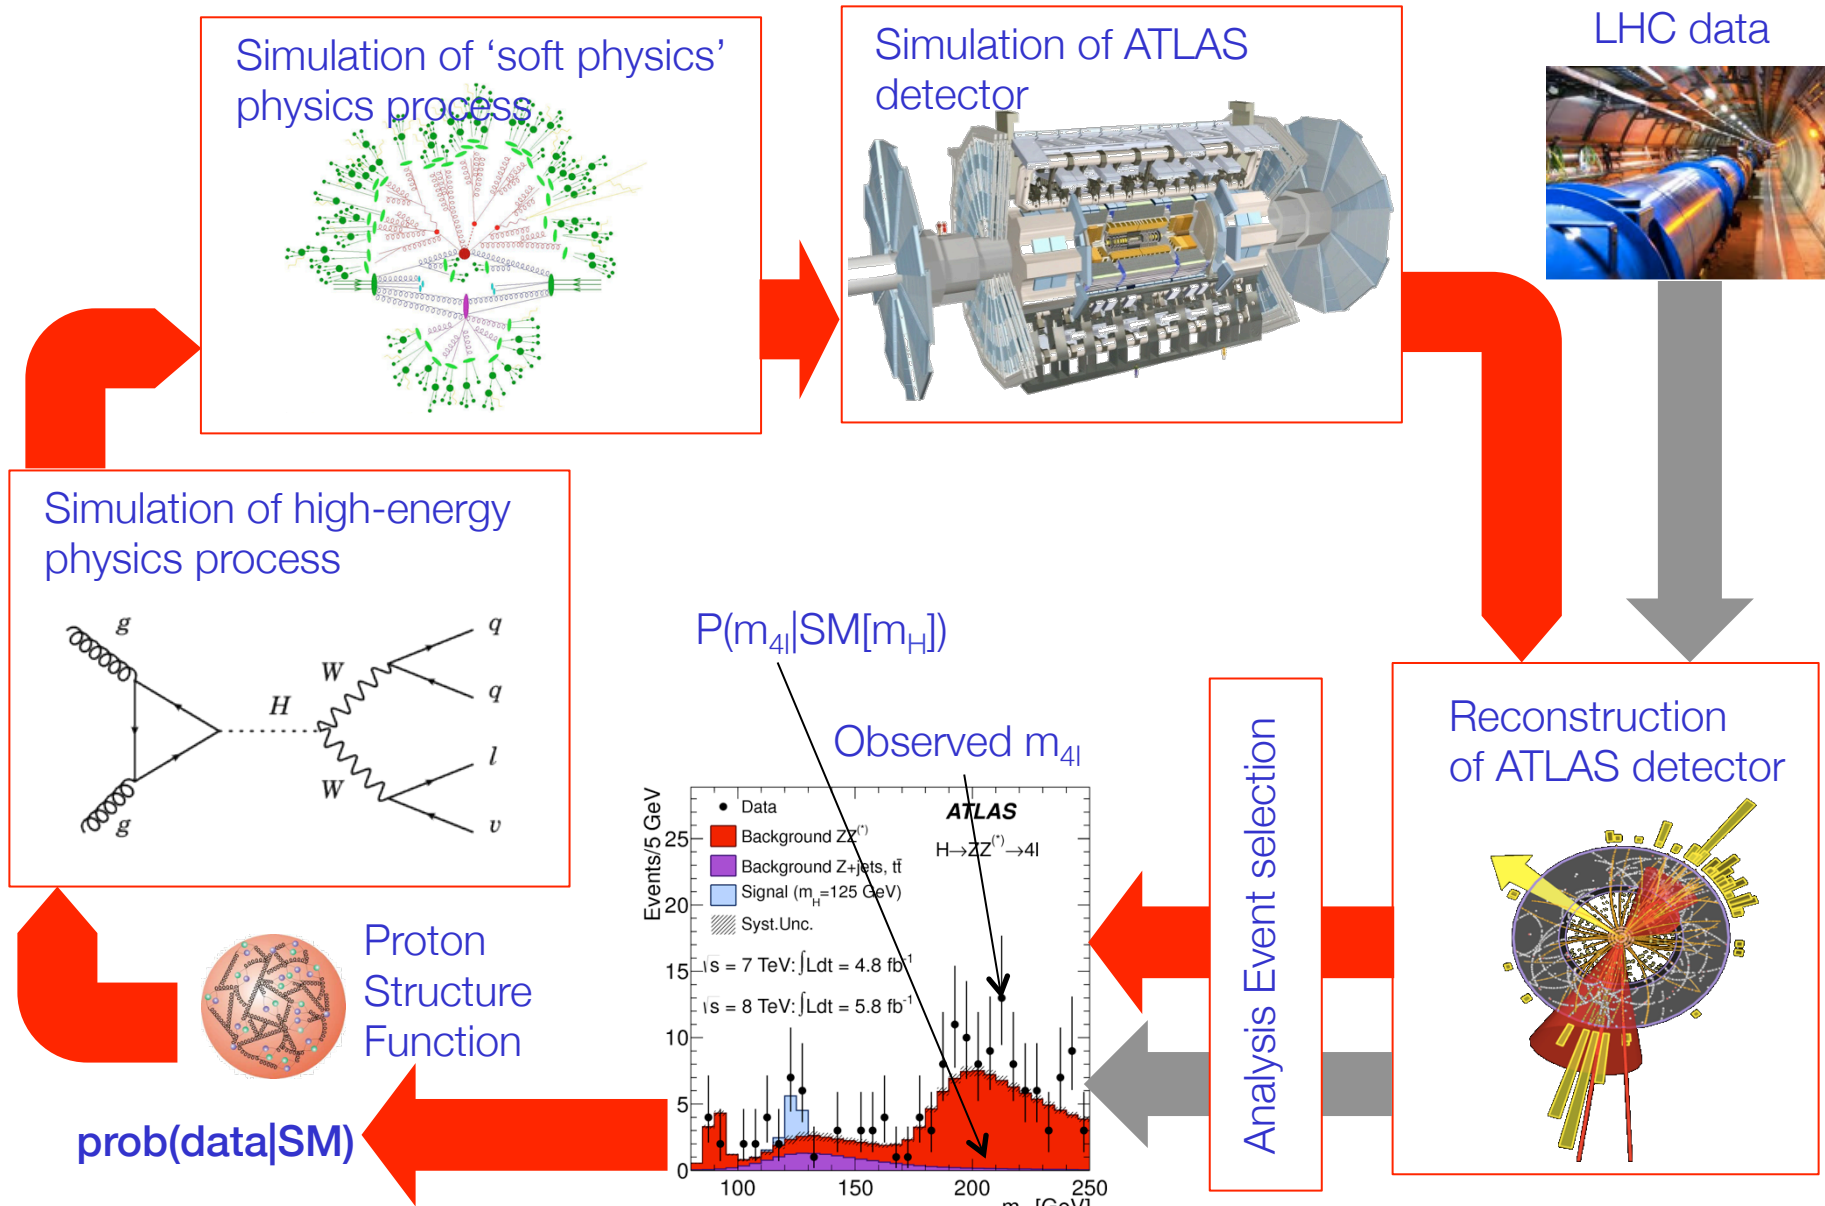 Simulation of ‘soft physics’
physics process
Simulation of ATLAS
detector
LHC data
Simulation of high-energy
physics process
g
g
H
W
W
q
q
l
ν
P(m4l|SM[mH])
Observed m4l
Reconstruction
of ATLAS detector
Analysis Event selection
Proton
Structure
Function
prob(data|SM)
Events/5 GeV
Data
Background ZZ(*)
Background Z+jets, tt̄
Signal (mH=125 GeV)
Syst.Unc.
√s = 7 TeV: ∫Ldt = 4.8 fb-1
√s = 8 TeV: ∫Ldt = 5.8 fb-1
ATLAS
H→ZZ(*)→4l
25
20
15
10
5
0
100 150 200 250
[GeV]